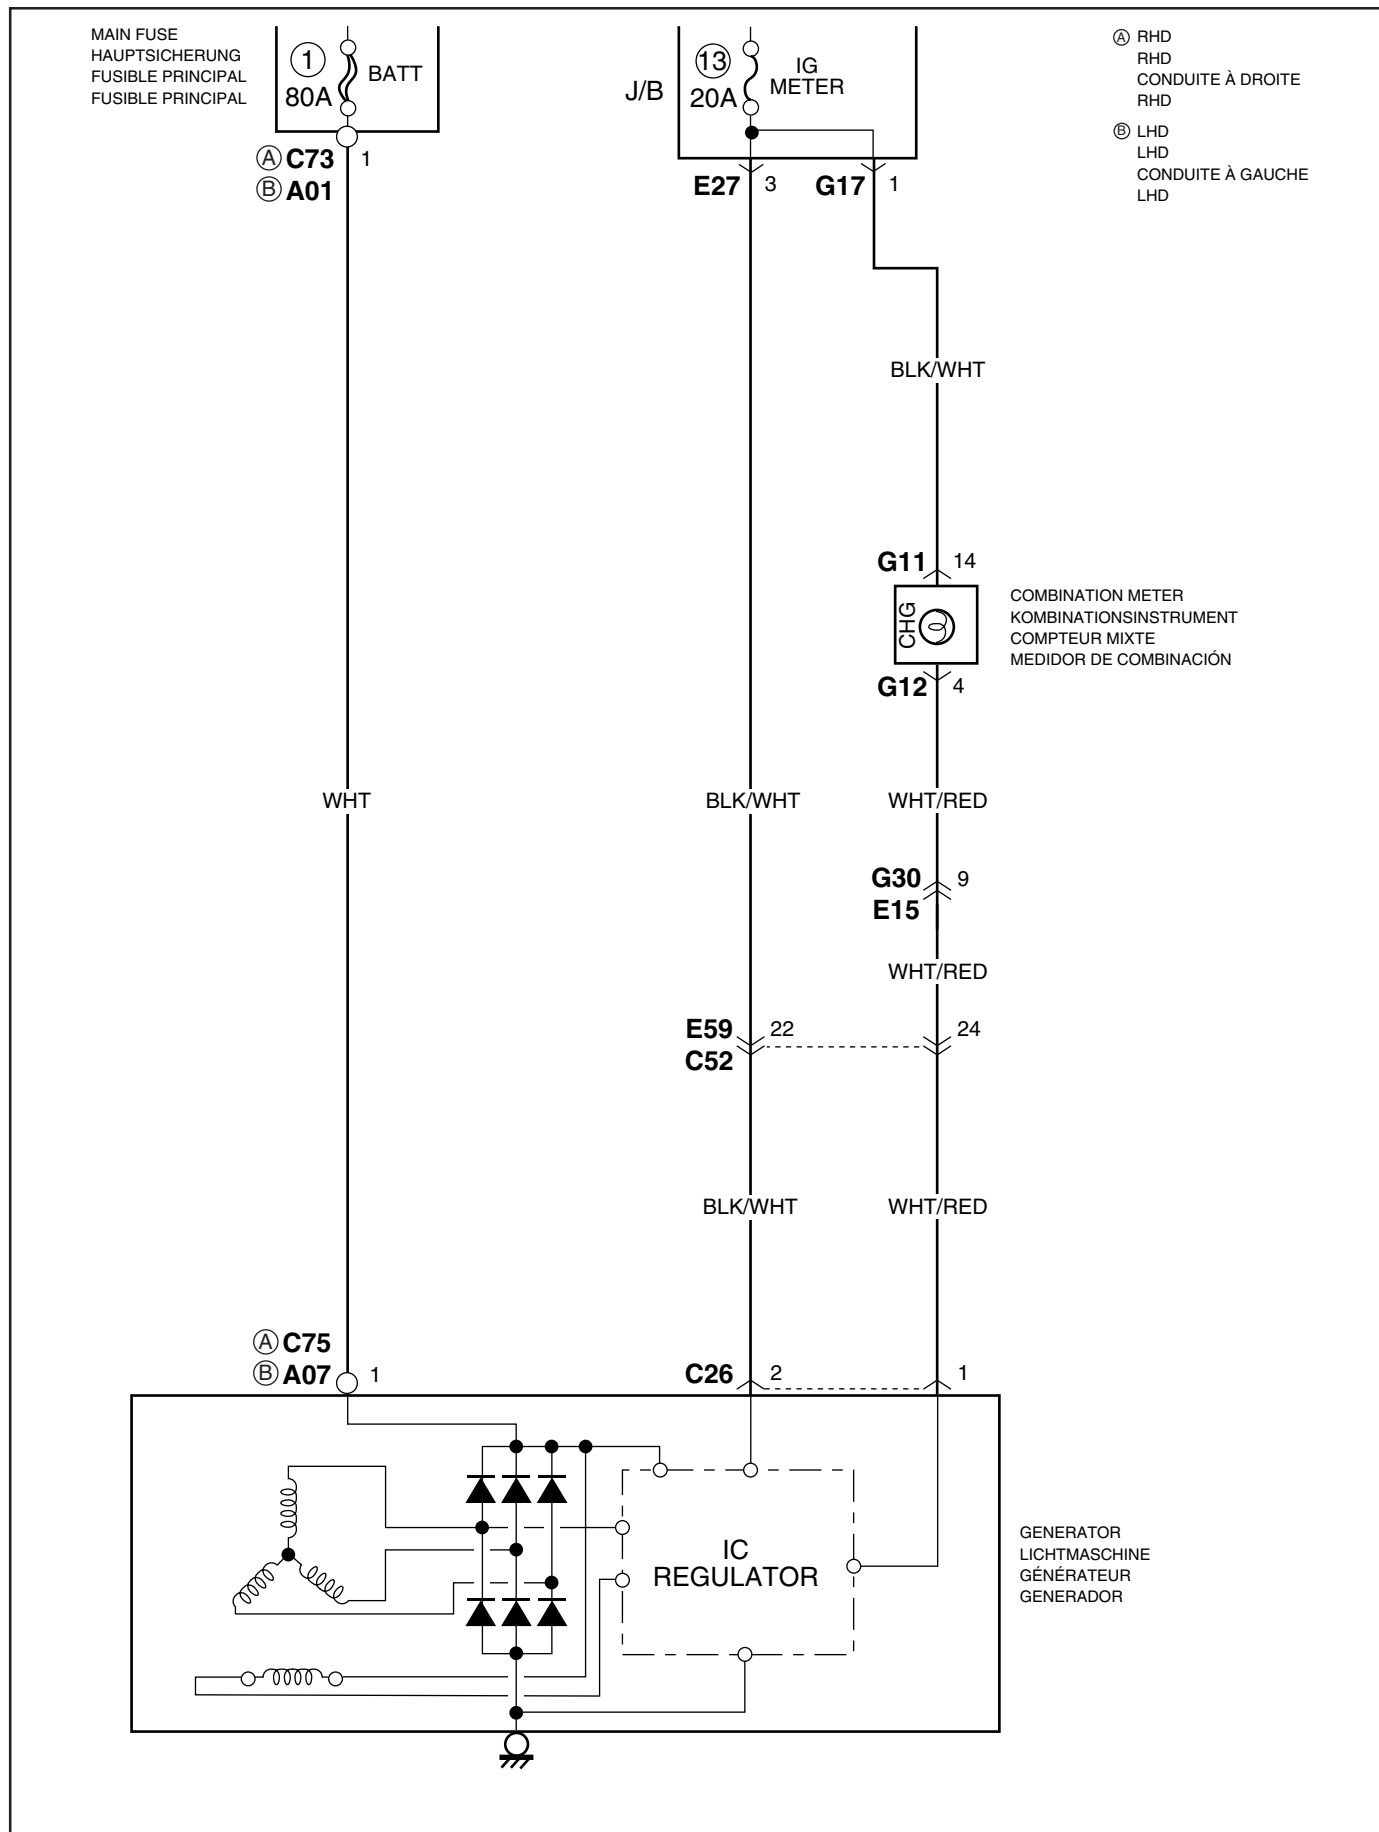 MAIN FUSE
HAUPTSICHERUNG
FUSIBLE PRINCIPAL
FUSIBLE PRINCIPAL
1
80A
BATT
J/B
13
20A
IG
METER
Ⓐ RHD
RHD
CONDUITE À DROITE
RHD
Ⓑ LHD
LHD
CONDUITE À GAUCHE
LHD
Ⓐ C73 1
Ⓑ A01
E27 3
G17 1
BLK/WHT
G11 14
CHG
COMBINATION METER
KOMBINATIONSINSTRUMENT
COMPTEUR MIXTE
MEDIDOR DE COMBINACIÓN
G12 4
WHT
BLK/WHT
WHT/RED
G30 9
E15
WHT/RED
E59 22
C52
24
BLK/WHT
WHT/RED
Ⓐ C75
Ⓑ A07 1
C26 2
1
IC
REGULATOR
GENERATOR
LICHTMASCHINE
GÉNÉRATEUR
GENERADOR